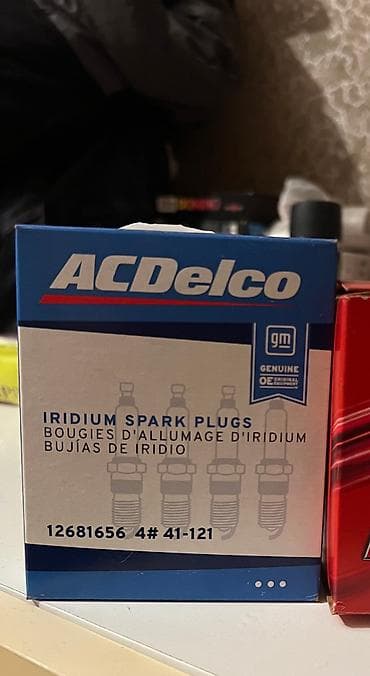 ACDelco
gm
GENUINE
OE ORIGINAL EQUIPMENT
IRIDIUM SPARK PLUGS
BOUGIES D'ALLUMAGE D'IRIDIUM
BUJÍAS DE IRIDIO
12681656 4# 41-121